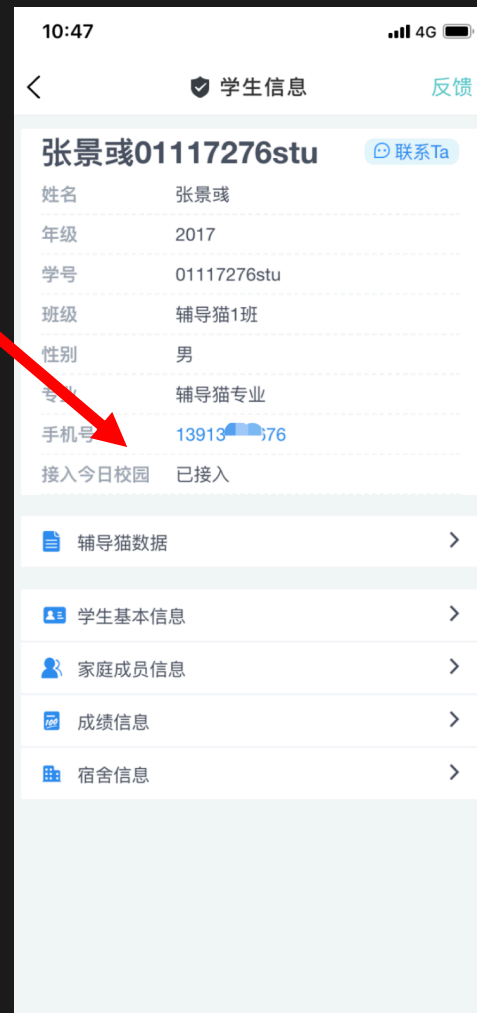 10:47 4G
学生信息 反馈
张景彧01117276stu 联系Ta
姓名 张景彧
年级 2017
学号 01117276stu
班级 辅导猫1班
性别 男
专业 辅导猫专业
手机号 13913 676
接入今日校园 已接入
辅导猫数据
学生基本信息
家庭成员信息
成绩信息
宿舍信息